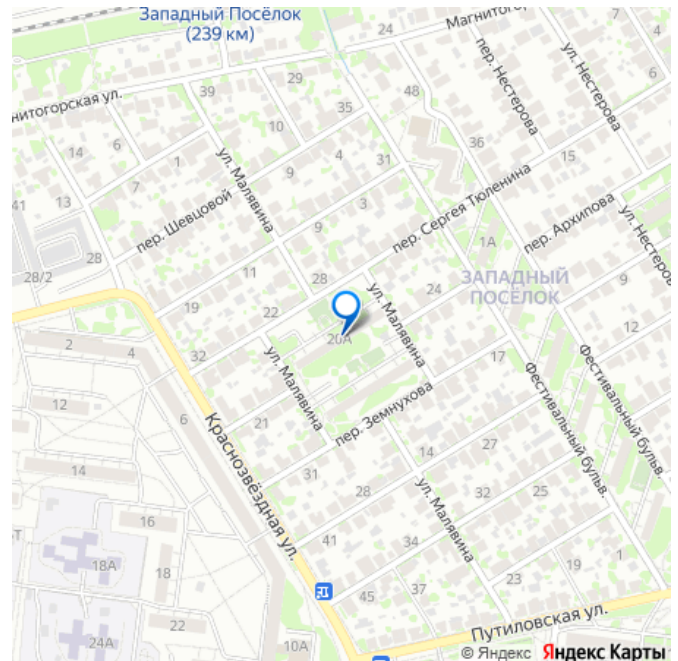 Западный Посёлок
(239 км)
24
Магнитогор
нитогорская ул.
39
29
пер. Нестерова
ул. Нестерова
4
6
14
6
10
35
48
36
1
ул. Малявина
9
4
31
15
7
13
41
пер. Шевцовой
9
3
пер. Сергея Тюленина
ул. Нестерова
28
28/2
11
28
1А
пер. Архипова
ЗАПАДНЫЙ
ПОСЁЛОК
9
19
22
ул. Малявина
24
12
2
4
32
20А
17
12
6
21
ул. Малявина
пер. Земнухова
Фестивальный бульв.
Фестивальный бульв.
14
Краснозвёздная ул.
31
14
27
16
28
ул. Малявина
32
25
18А
18
41
34
1
19
23
45
37
22
24А
10А
Путиловская ул.
© Яндекс Яндекс Карты